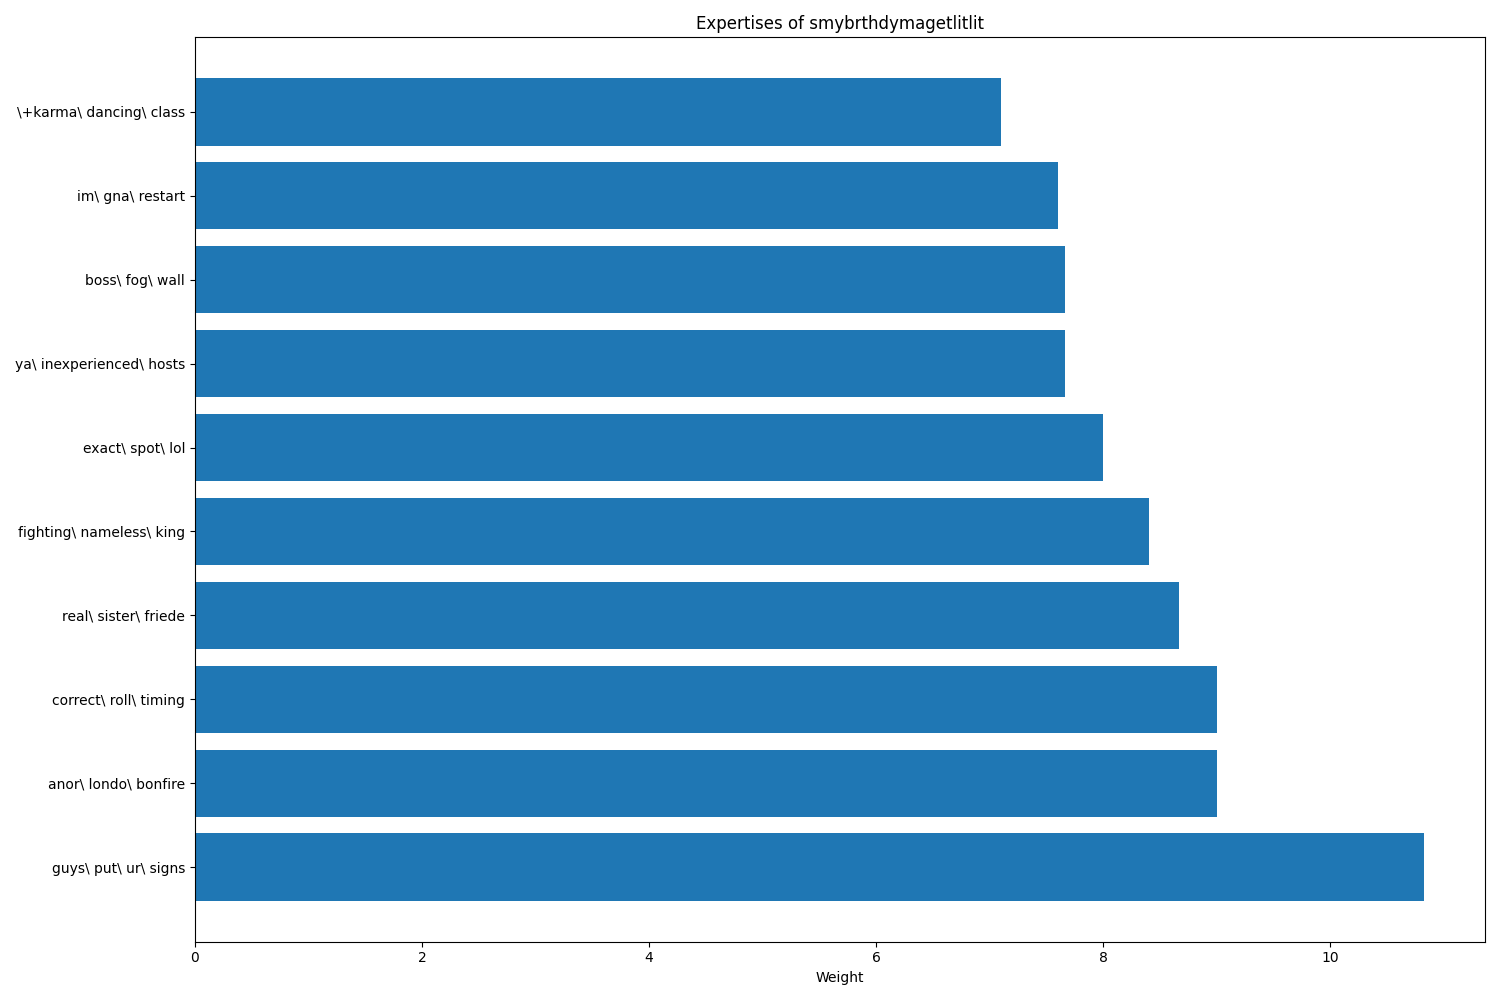 Expertises of smybrthdymagetlitlit
\+karma\ dancing\ class
im\ gna\ restart
boss\ fog\ wall
ya\ inexperienced\ hosts
exact\ spot\ lol
fighting\ nameless\ king
real\ sister\ friede
correct\ roll\ timing
anor\ londo\ bonfire
guys\ put\ ur\ signs
0 2 4 6 8 10
Weight